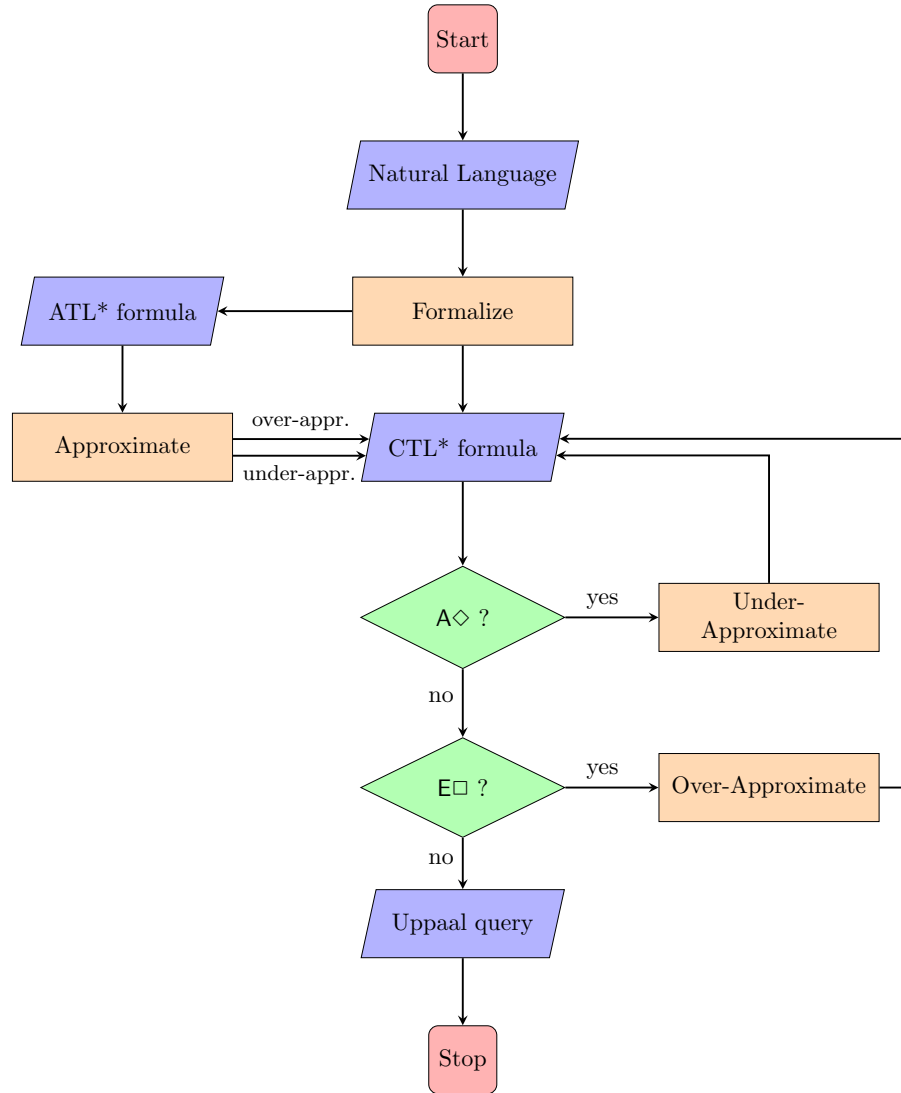 Start
Natural Language
ATL* formula
Formalize
over-appr.
Approximate
CTL* formula
under-appr.
A◇ ?
yes
Under-
Approximate
no
E□ ?
yes
Over-Approximate
no
Uppaal query
Stop